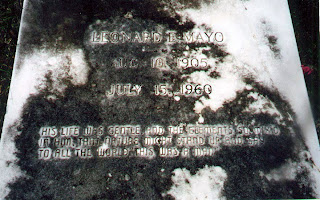 LEONARD E. MAYO
10, 1905
JULY 15, 1960
HIS LIFE WAS GENTLE, AND THE ELEMENTS SO MIXED
IN HIM, THAT NATURE MIGHT STAND UP AND SAY
TO ALL THE WORLD, THIS WAS A MAN